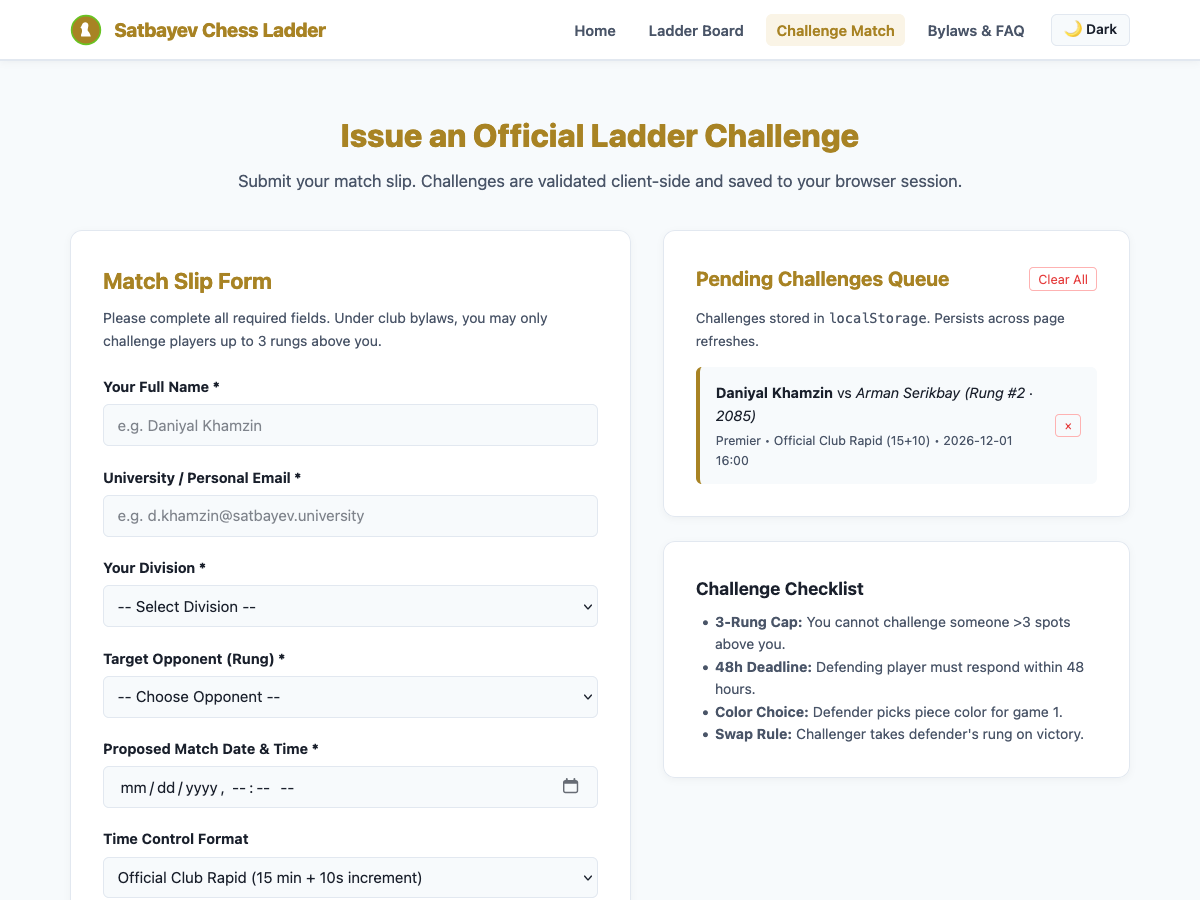 Satbayev Chess Ladder
Home
Ladder Board
Challenge Match
Bylaws & FAQ
🌙 Dark
Issue an Official Ladder Challenge
Submit your match slip. Challenges are validated client-side and saved to your browser session.
Match Slip Form
Please complete all required fields. Under club bylaws, you may only
challenge players up to 3 rungs above you.
Your Full Name *
e.g. Daniyal Khamzin
University / Personal Email *
e.g. d.khamzin@satbayev.university
Your Division *
-- Select Division --
Target Opponent (Rung) *
-- Choose Opponent --
Proposed Match Date & Time *
mm/dd/yyyy, --:-- --
Time Control Format
Official Club Rapid (15 min + 10s increment)
Pending Challenges Queue
Clear All
Challenges stored in localStorage. Persists across page
refreshes.
Daniyal Khamzin vs Arman Serikbay (Rung #2 ·
2085)
Premier • Official Club Rapid (15+10) • 2026-12-01
16:00
×
Challenge Checklist
• 3-Rung Cap: You cannot challenge someone >3 spots
above you.
• 48h Deadline: Defending player must respond within 48
hours.
• Color Choice: Defender picks piece color for game 1.
• Swap Rule: Challenger takes defender's rung on victory.